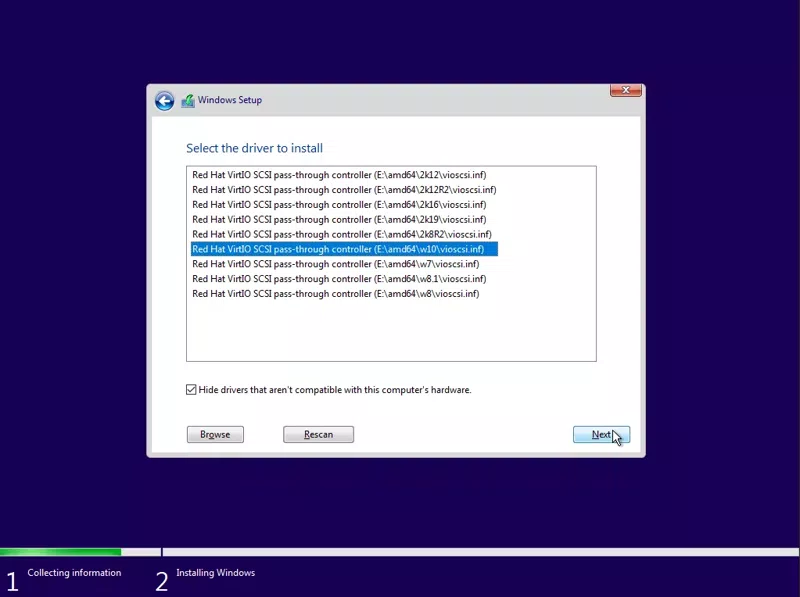 Windows Setup
Select the driver to install
Red Hat VirtIO SCSI pass-through controller (E:\amd64\2k12\vioscsi.inf)
Red Hat VirtIO SCSI pass-through controller (E:\amd64\2k12R2\vioscsi.inf)
Red Hat VirtIO SCSI pass-through controller (E:\amd64\2k16\vioscsi.inf)
Red Hat VirtIO SCSI pass-through controller (E:\amd64\2k19\vioscsi.inf)
Red Hat VirtIO SCSI pass-through controller (E:\amd64\2k8R2\vioscsi.inf)
Red Hat VirtIO SCSI pass-through controller (E:\amd64\w10\vioscsi.inf)
Red Hat VirtIO SCSI pass-through controller (E:\amd64\w7\vioscsi.inf)
Red Hat VirtIO SCSI pass-through controller (E:\amd64\w8.1\vioscsi.inf)
Red Hat VirtIO SCSI pass-through controller (E:\amd64\w8\vioscsi.inf)
Hide drivers that aren't compatible with this computer's hardware.
Browse
Rescan
Next
1 Collecting information
2 Installing Windows